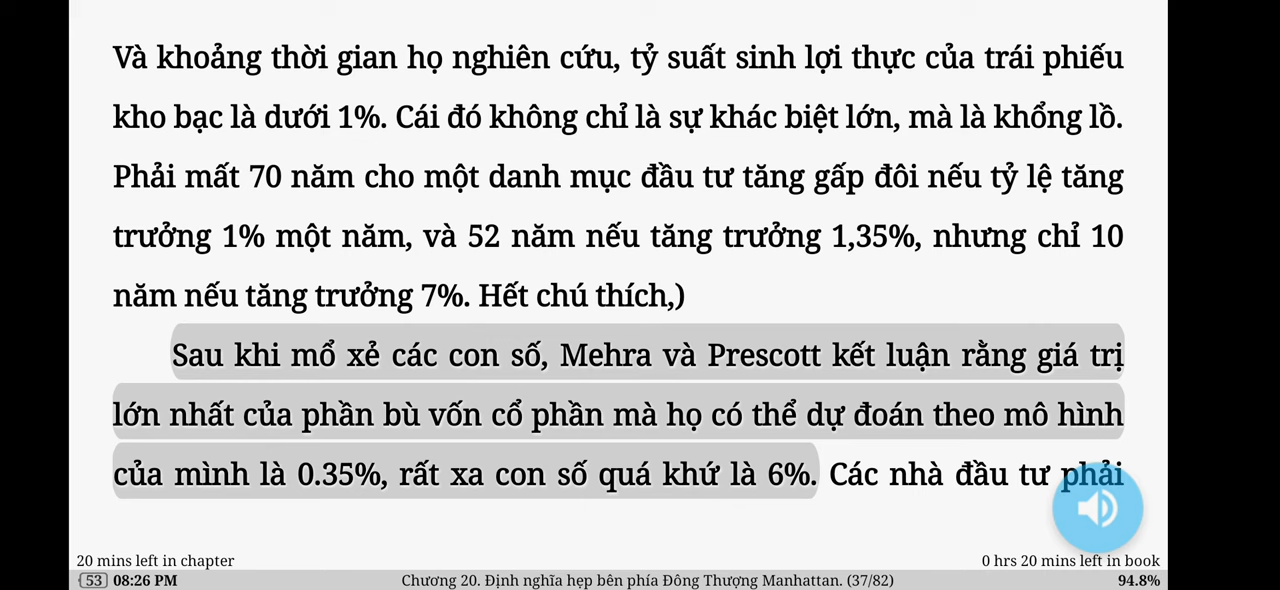 Và khoảng thời gian họ nghiên cứu, tỷ suất sinh lợi thực của trái phiếu
kho bạc là dưới 1%. Cái đó không chỉ là sự khác biệt lớn, mà là khổng lồ.
Phải mất 70 năm cho một danh mục đầu tư tăng gấp đôi nếu tỷ lệ tăng
trưởng 1% một năm, và 52 năm nếu tăng trưởng 1,35%, nhưng chỉ 10
năm nếu tăng trưởng 7%. Hết chú thích,)
Sau khi mổ xẻ các con số, Mehra và Prescott kết luận rằng giá trị
lớn nhất của phần bù vốn cổ phần mà họ có thể dự đoán theo mô hình
của mình là 0.35%, rất xa con số quá khứ là 6%. Các nhà đầu tư phải
20 mins left in chapter
0 hrs 20 mins left in book
53 08:26 PM
Chương 20. Định nghĩa hẹp bên phía Đông Thượng Manhattan. (37/82)
94.8%